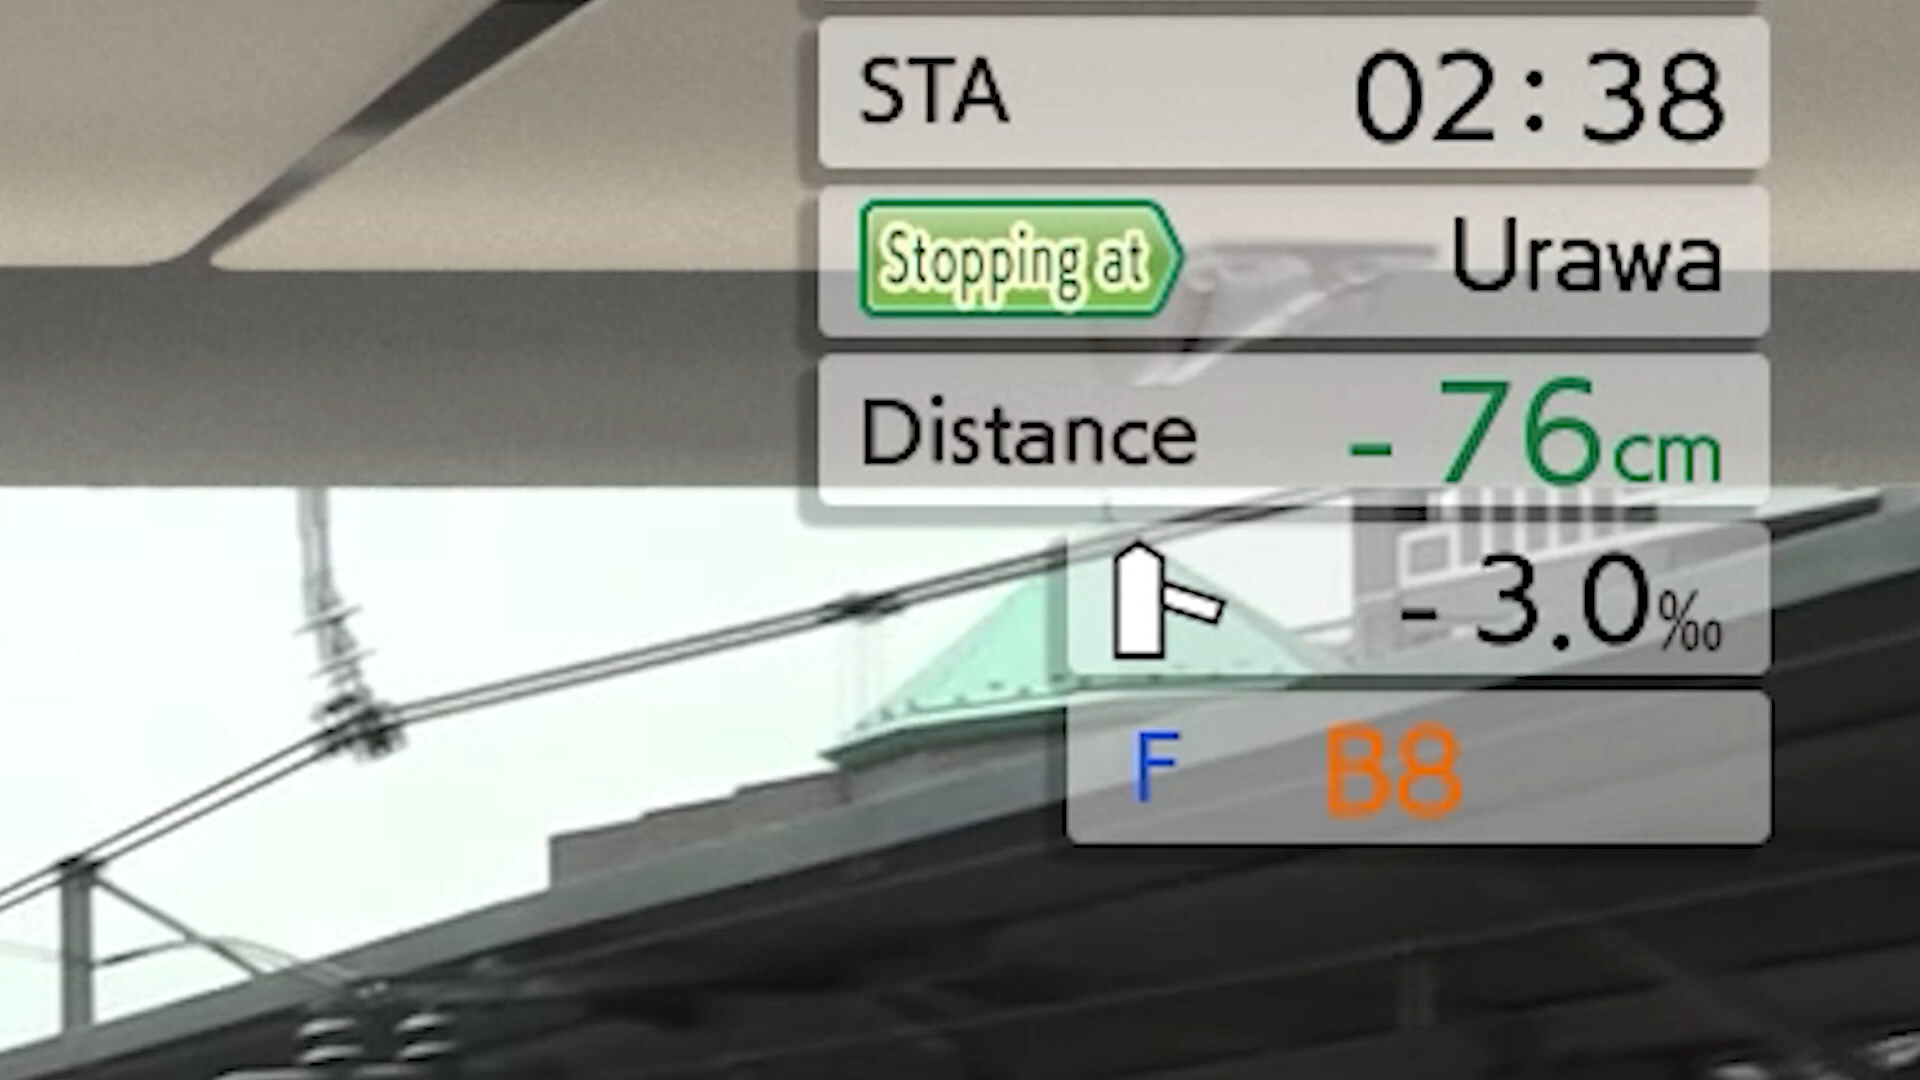 STA 02:38
Stopping at Urawa
Distance -76cm
-3.0‰
F B8